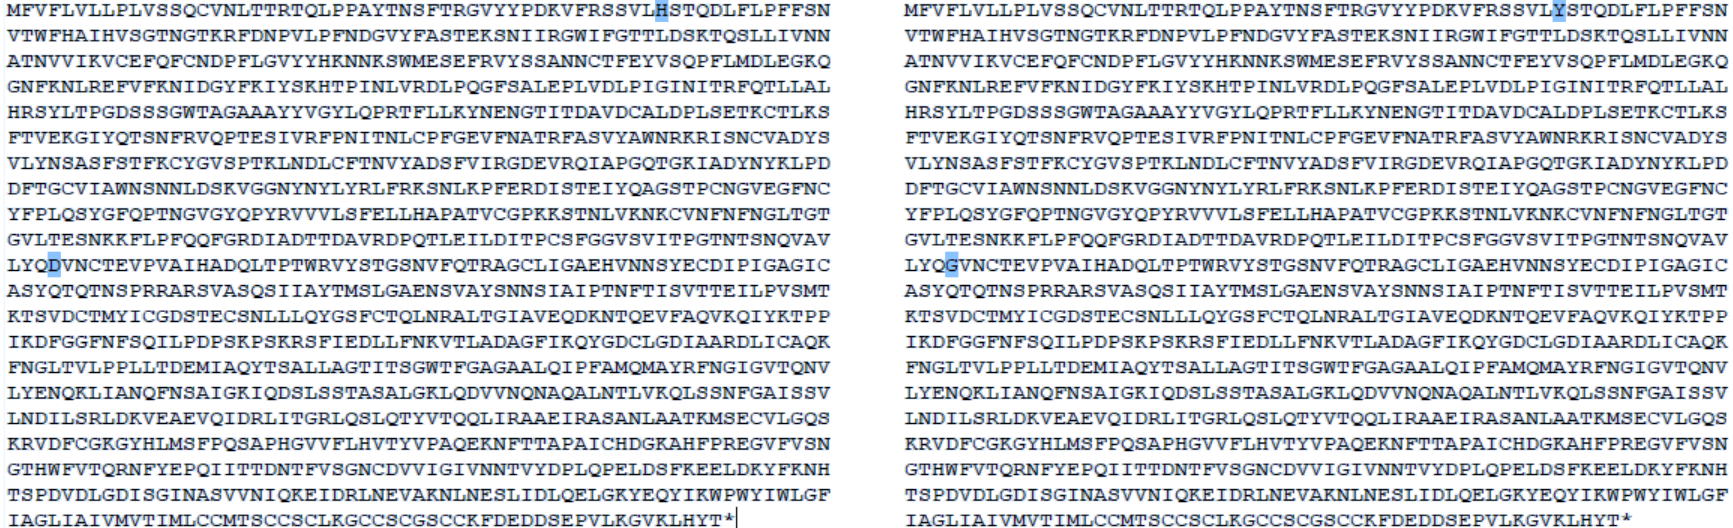 MFVFLVLLPLVSSQCVNLTTRTQLPPAYTNSFTRGVYYPDKVFRSSVLHSTQDLFLPFFSN
VTWFHAIHVSGTNGTKRFDNPVLPFNDGVYFASTEKSNIIRGWIFGTTLDSKTQSLLIVNN
ATNVVIKVCEFQFCNDPFLGVYYHKNNKSWMESEFRVYSSANNCTFEYVSQPFLMDLEGKQ
GNFKNLREFVFKNIDGYFKIYSKHTPINLVRDLPQGFSALEPLVDLPIGINITRFQTLLAL
HRSYLTPGDSSSGWTAGAAAYYVGYLQPRTFLLKYNENGTITDAVDCALDPLSETKCTLKS
FTVEKGIYQTSNFRVQPTESIVRFPNITNLCPFGEVFNATRFASVYAWNRKRISNCVADYS
VLYNSASFSTFKCYGVSPTKLNDLCFTNVYADSFVIRGDEVRQIAPGQTGKIADYNYKLPD
DFTGCVIAWNSNNLDSKVGGNYNYLYRLFRKSNLKPFERDISTEIYQAGSTPCNGVEGFNC
YFPLQSYGFQPTNGVGYQPYRVVVLSFELLHAPATVCGPKKSTNLVKNKCVNFNFNGLTGT
GVLTESNKKFLPFQQFGRDIADTTDAVRDPQTLEILDITPCSFGGVSVITPGTNTSNQVAV
LYQDVNCTEVPVAIHADQLTPTWRVYSTGSNVFQTRAGCLIGAEHVNNSYECDIPIGAGIC
ASYQTQTNSPRRARSVASQSIIAYTMSLGAENSVAYSNNSIAIPTNFTISVTTEILPVSMT
KTSVDCTMYICGDSTECSNLLLQYGSFCTQLNRALTGIAVEQDKNTQEVFAQVKQIYKTPP
IKDFGGFNFSQILPDPSKPSKRSFIEDLLFNKVTLADAGFIKQYGDCLGDIAARDLICAQK
FNGLTVLPPLLTDEMIAQYTSALLAGTITSGWTFGAGAALQIPFAMQMAYRFNGIGVTQNV
LYENQKLIANQFNSAIGKIQDSLSSTASALGKLQDVVNQNAQALNTLVKQLSSNFGAISSV
LNDILSRLDKVEAEVQIDRLITGRLQSLQTYVTQQLIRAAEIRASANLAATKMSECVLGQS
KRVDFCGKGYHLMSFPQSAPHGVVFLHVTYVPAQEKNFTTAPAICHDGKAHFPREGVFVSN
GTHWFVTQRNFYEPQIITTDNTFVSGNCDVVIGIVNNTVYDPLQPELDSFKEELDKYFKNH
TSPDVDLGDISGINASVVNIQKEIDRLNEVAKNLNESLIDLQELGKYEQYIKWPWYIWLGF
IAGLIAIVMVTIMLCCMTSCCSCLKGCCSCGSCCKFDEDDSEPVLKGVKLHYT*
MFVFLVLLPLVSSQCVNLTTRTQLPPAYTNSFTRGVYYPDKVFRSSVLYSTQDLFLPFFSN
VTWFHAIHVSGTNGTKRFDNPVLPFNDGVYFASTEKSNIIRGWIFGTTLDSKTQSLLIVNN
ATNVVIKVCEFQFCNDPFLGVYYHKNNKSWMESEFRVYSSANNCTFEYVSQPFLMDLEGKQ
GNFKNLREFVFKNIDGYFKIYSKHTPINLVRDLPQGFSALEPLVDLPIGINITRFQTLLAL
HRSYLTPGDSSSGWTAGAAAYYVGYLQPRTFLLKYNENGTITDAVDCALDPLSETKCTLKS
FTVEKGIYQTSNFRVQPTESIVRFPNITNLCPFGEVFNATRFASVYAWNRKRISNCVADYS
VLYNSASFSTFKCYGVSPTKLNDLCFTNVYADSFVIRGDEVRQIAPGQTGKIADYNYKLPD
DFTGCVIAWNSNNLDSKVGGNYNYLYRLFRKSNLKPFERDISTEIYQAGSTPCNGVEGFNC
YFPLQSYGFQPTNGVGYQPYRVVVLSFELLHAPATVCGPKKSTNLVKNKCVNFNFNGLTGT
GVLTESNKKFLPFQQFGRDIADTTDAVRDPQTLEILDITPCSFGGVSVITPGTNTSNQVAV
LYQGVNCTEVPVAIHADQLTPTWRVYSTGSNVFQTRAGCLIGAEHVNNSYECDIPIGAGIC
ASYQTQTNSPRRARSVASQSIIAYTMSLGAENSVAYSNNSIAIPTNFTISVTTEILPVSMT
KTSVDCTMYICGDSTECSNLLLQYGSFCTQLNRALTGIAVEQDKNTQEVFAQVKQIYKTPP
IKDFGGFNFSQILPDPSKPSKRSFIEDLLFNKVTLADAGFIKQYGDCLGDIAARDLICAQK
FNGLTVLPPLLTDEMIAQYTSALLAGTITSGWTFGAGAALQIPFAMQMAYRFNGIGVTQNV
LYENQKLIANQFNSAIGKIQDSLSSTASALGKLQDVVNQNAQALNTLVKQLSSNFGAISSV
LNDILSRLDKVEAEVQIDRLITGRLQSLQTYVTQQLIRAAEIRASANLAATKMSECVLGQS
KRVDFCGKGYHLMSFPQSAPHGVVFLHVTYVPAQEKNFTTAPAICHDGKAHFPREGVFVSN
GTHWFVTQRNFYEPQIITTDNTFVSGNCDVVIGIVNNTVYDPLQPELDSFKEELDKYFKNH
TSPDVDLGDISGINASVVNIQKEIDRLNEVAKNLNESLIDLQELGKYEQYIKWPWYIWLGF
IAGLIAIVMVTIMLCCMTSCCSCLKGCCSCGSCCKFDEDDSEPVLKGVKLHYT*